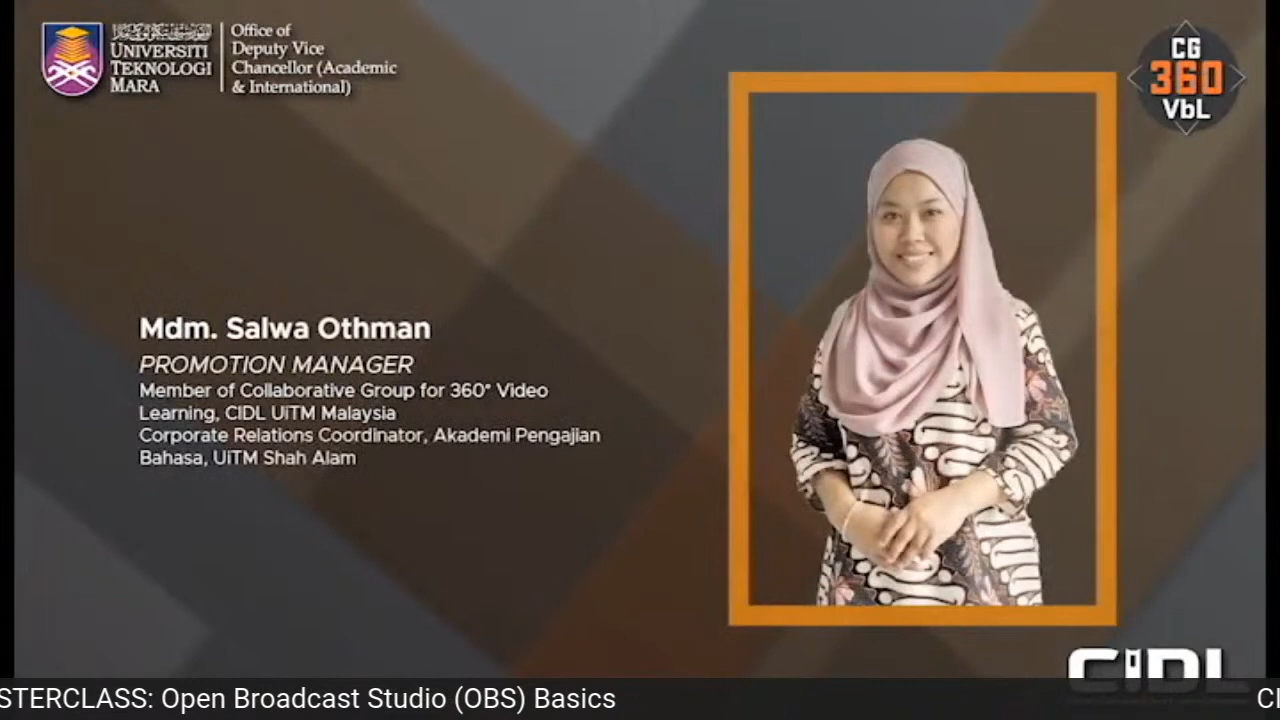 UNIVERSITI
TEKNOLOGI
MARA
Office of
Deputy Vice
Chancellor (Academic
& International)
CG
360
VbL
Mdm. Salwa Othman
PROMOTION MANAGER
Member of Collaborative Group for 360° Video
Learning, CIDL UiTM Malaysia
Corporate Relations Coordinator, Akademi Pengajian
Bahasa, UiTM Shah Alam
CIDL
STERCLASS: Open Broadcast Studio (OBS) Basics